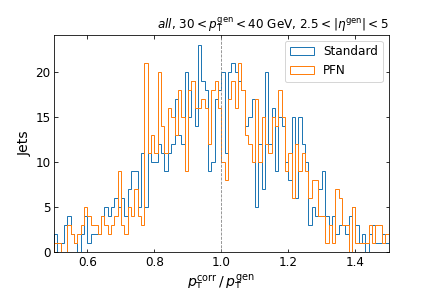 all, 30 < p_T^gen < 40 GeV, 2.5 < |η^gen| < 5
Standard
PFN
Jets
20
15
10
5
0
0.6 0.8 1.0 1.2 1.4
p_T^corr / p_T^gen